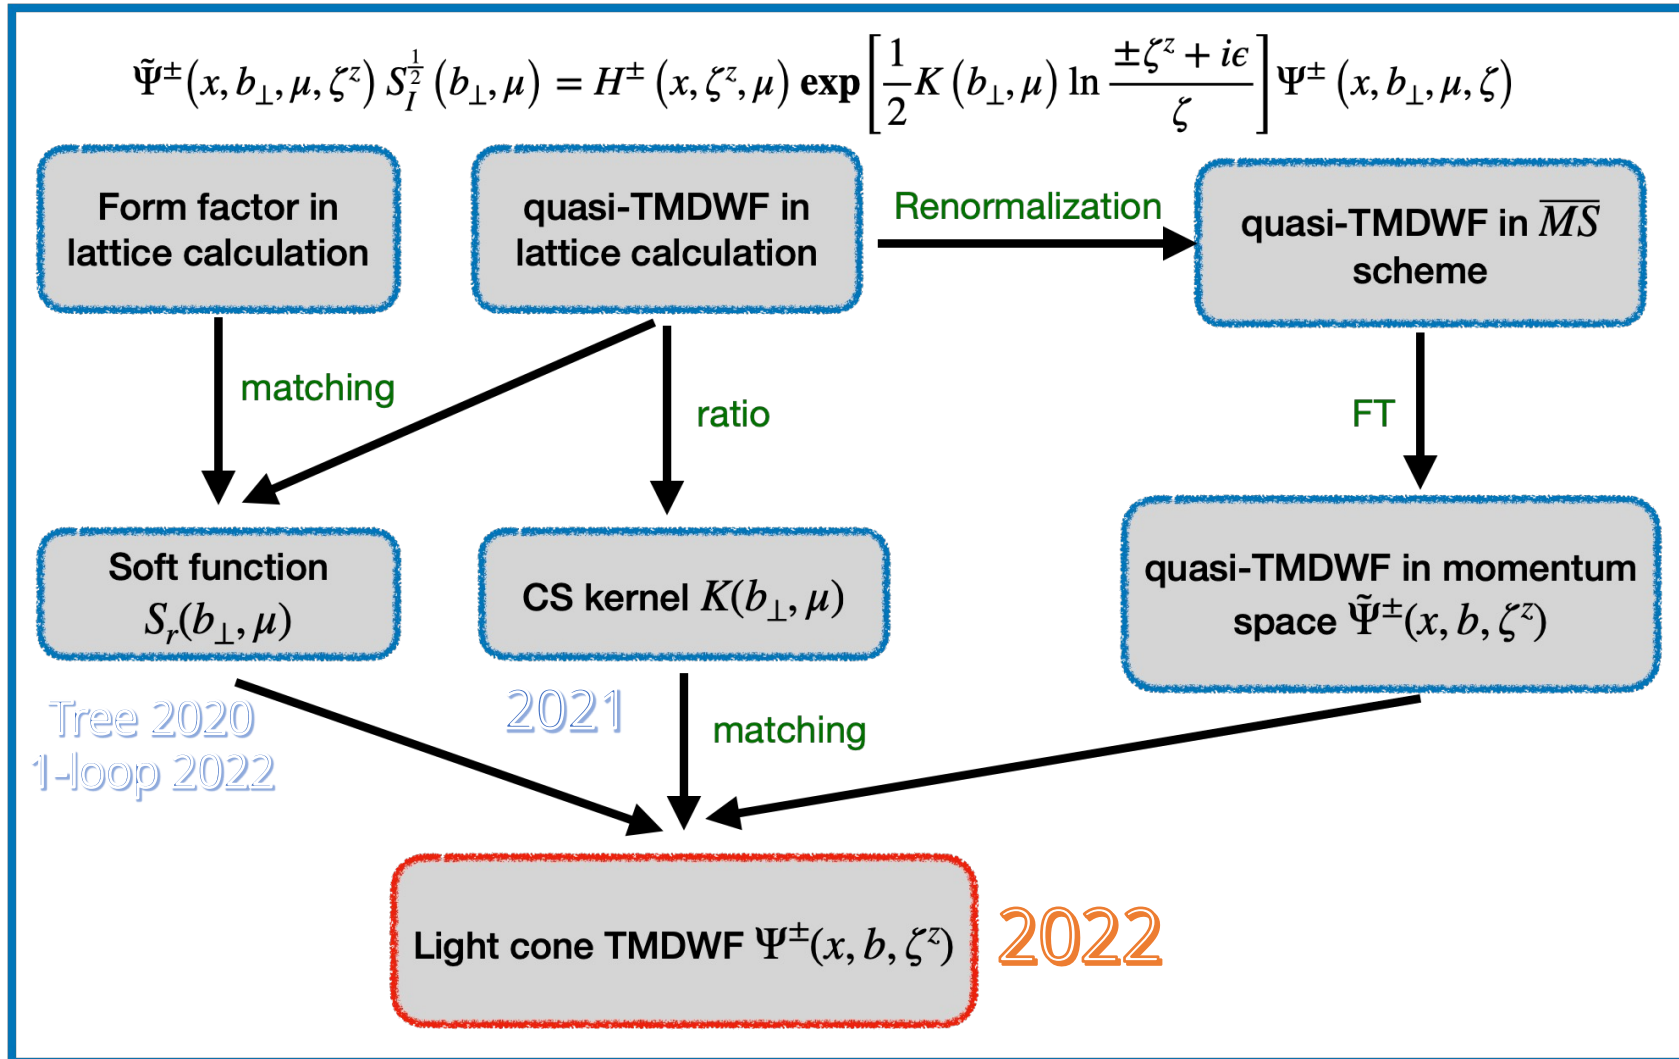 Ψ̃^±(x, b_⊥, μ, ζ^z) S_I^{1/2}(b_⊥, μ) = H^±(x, ζ^z, μ) exp[1/2 K(b_⊥, μ) ln (±ζ^z + iϵ)/ζ] Ψ^±(x, b_⊥, μ, ζ)
Form factor in
lattice calculation
quasi-TMDWF in
lattice calculation
Renormalization
quasi-TMDWF in \overline{MS}
scheme
matching
ratio
FT
Soft function
S_r(b_⊥, μ)
CS kernel K(b_⊥, μ)
quasi-TMDWF in momentum
space Ψ̃^±(x, b, ζ^z)
Tree 2020
1-loop 2022
2021
matching
Light cone TMDWF Ψ^±(x, b, ζ^z)
2022